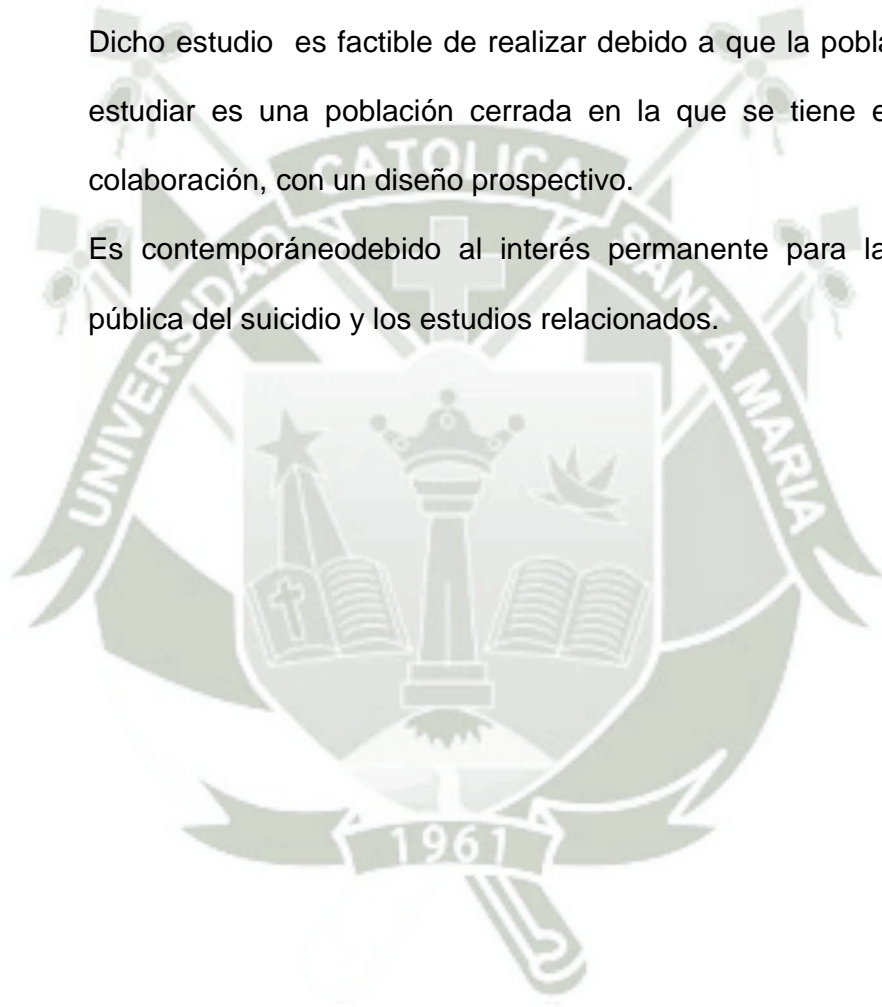 Dicho estudio es factible de realizar debido a que la
estudiar es una población cerrada en la que se tiene
colaboración, con un diseño prospectivo.
Es contemporáneodebido al interés permanente para
pública del suicidio y los estudios relacionados.
UNIVERSIDAD CATOLICA SANTA MARIA
1961